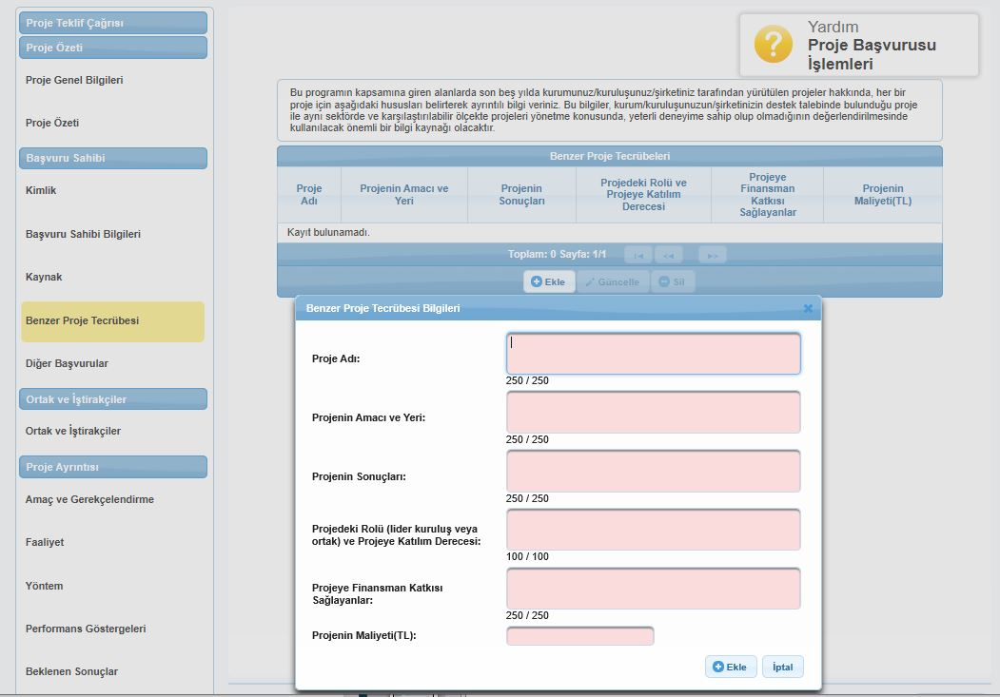 Proje Teklif Çağrısı
Proje Özeti
Proje Genel Bilgileri
Proje Özeti
Başvuru Sahibi
Kimlik
Başvuru Sahibi Bilgileri
Kaynak
Benzer Proje Tecrübesi
Diğer Başvurular
Ortak ve İştirakçiler
Ortak ve İştirakçiler
Proje Ayrıntısı
Amaç ve Gerekçelendirme
Faaliyet
Yöntem
Performans Göstergeleri
Beklenen Sonuçlar
?
Yardım
Proje Başvurusu
İşlemleri
Bu programın kapsamına giren alanlarda son beş yılda kurumunuz/kuruluşunuz/şirketiniz tarafından yürütülen projeler hakkında, her bir
proje için aşağıdaki hususları belirterek ayrıntılı bilgi veriniz. Bu bilgiler, kurum/kuruluşunuzun/şirketinizin destek talebinde bulunduğu proje
ile aynı sektörde ve karşılaştırılabilir ölçekte projeleri yönetme konusunda, yeterli deneyime sahip olup olmadığının değerlendirilmesinde
kullanılacak önemli bir bilgi kaynağı olacaktır.
Benzer Proje Tecrübeleri
Proje
Adı
Projenin Amacı ve
Yeri
Projenin
Sonuçları
Projedeki Rolü ve
Projeye Katılım
Derecesi
Projeye
Finansman
Katkısı
Sağlayanlar
Projenin
Maliyeti(TL)
Kayıt bulunamadı.
Toplam: 0 Sayfa: 1/1
Ekle
Güncelle
Sil
Benzer Proje Tecrübesi Bilgileri
Proje Adı:
250 / 250
Projenin Amacı ve Yeri:
250 / 250
Projenin Sonuçları:
250 / 250
Projedeki Rolü (lider kuruluş veya
ortak) ve Projeye Katılım Derecesi:
100 / 100
Projeye Finansman Katkısı
Sağlayanlar:
250 / 250
Projenin Maliyeti(TL):
Ekle
İptal